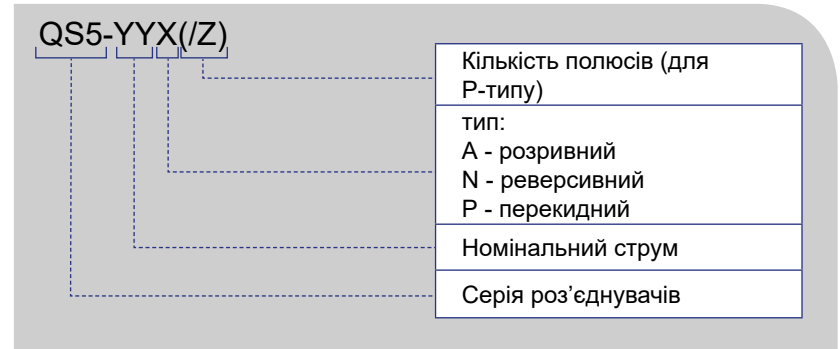 QS5-YYX(/Z)
Кількість полюсів (для
Р-типу)
тип:
А - розривний
N - реверсивний
Р - перекидний
Номінальний струм
Серія роз’єднувачів